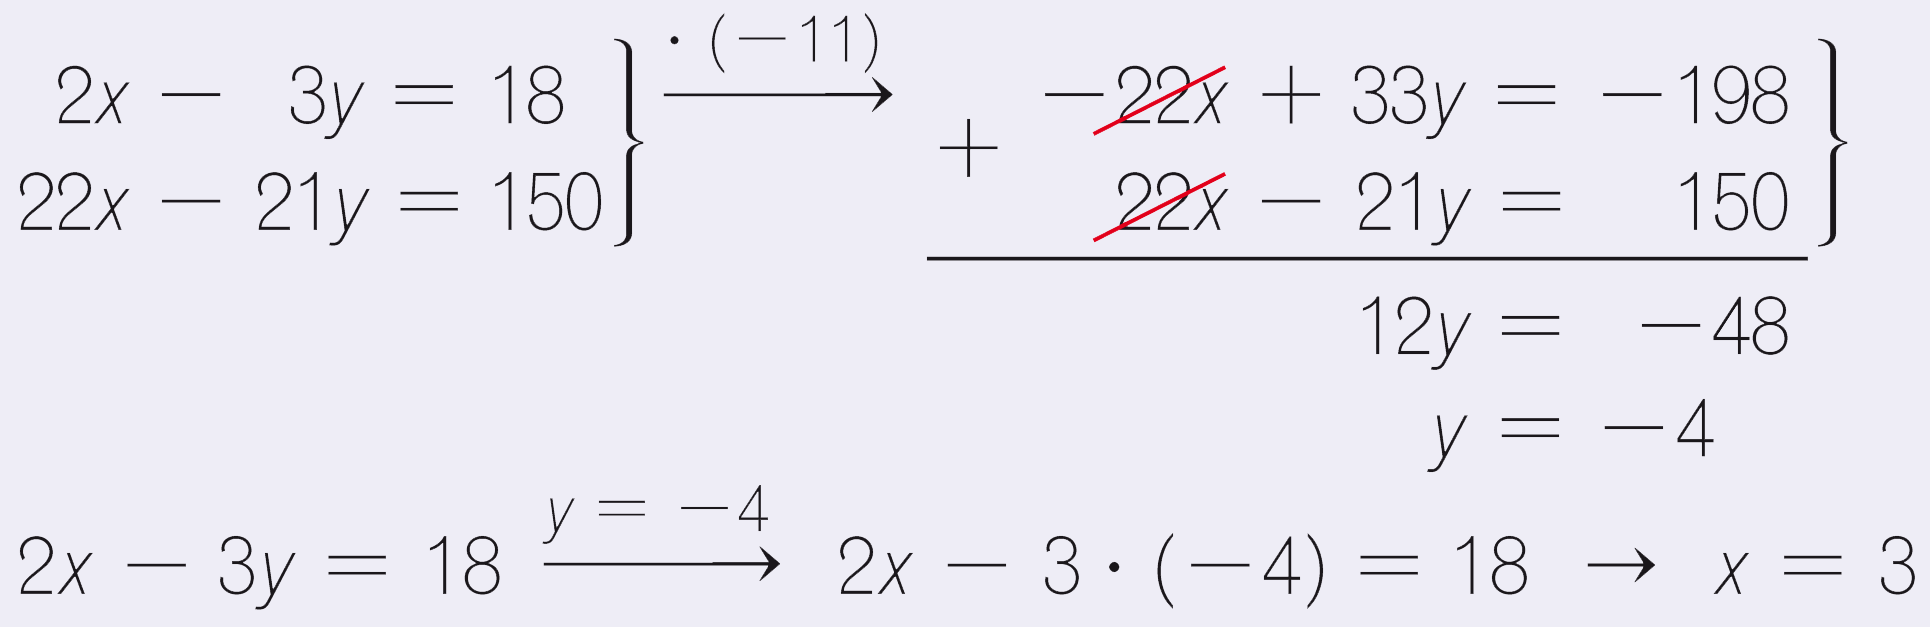 2x − 3y = 18 } · (−11) → −22x + 33y = −198 }
22x − 21y = 150 + 22x − 21y = 150
12y = −48
y = −4
2x − 3y = 18 y = −4 → 2x − 3 · (−4) = 18 → x = 3